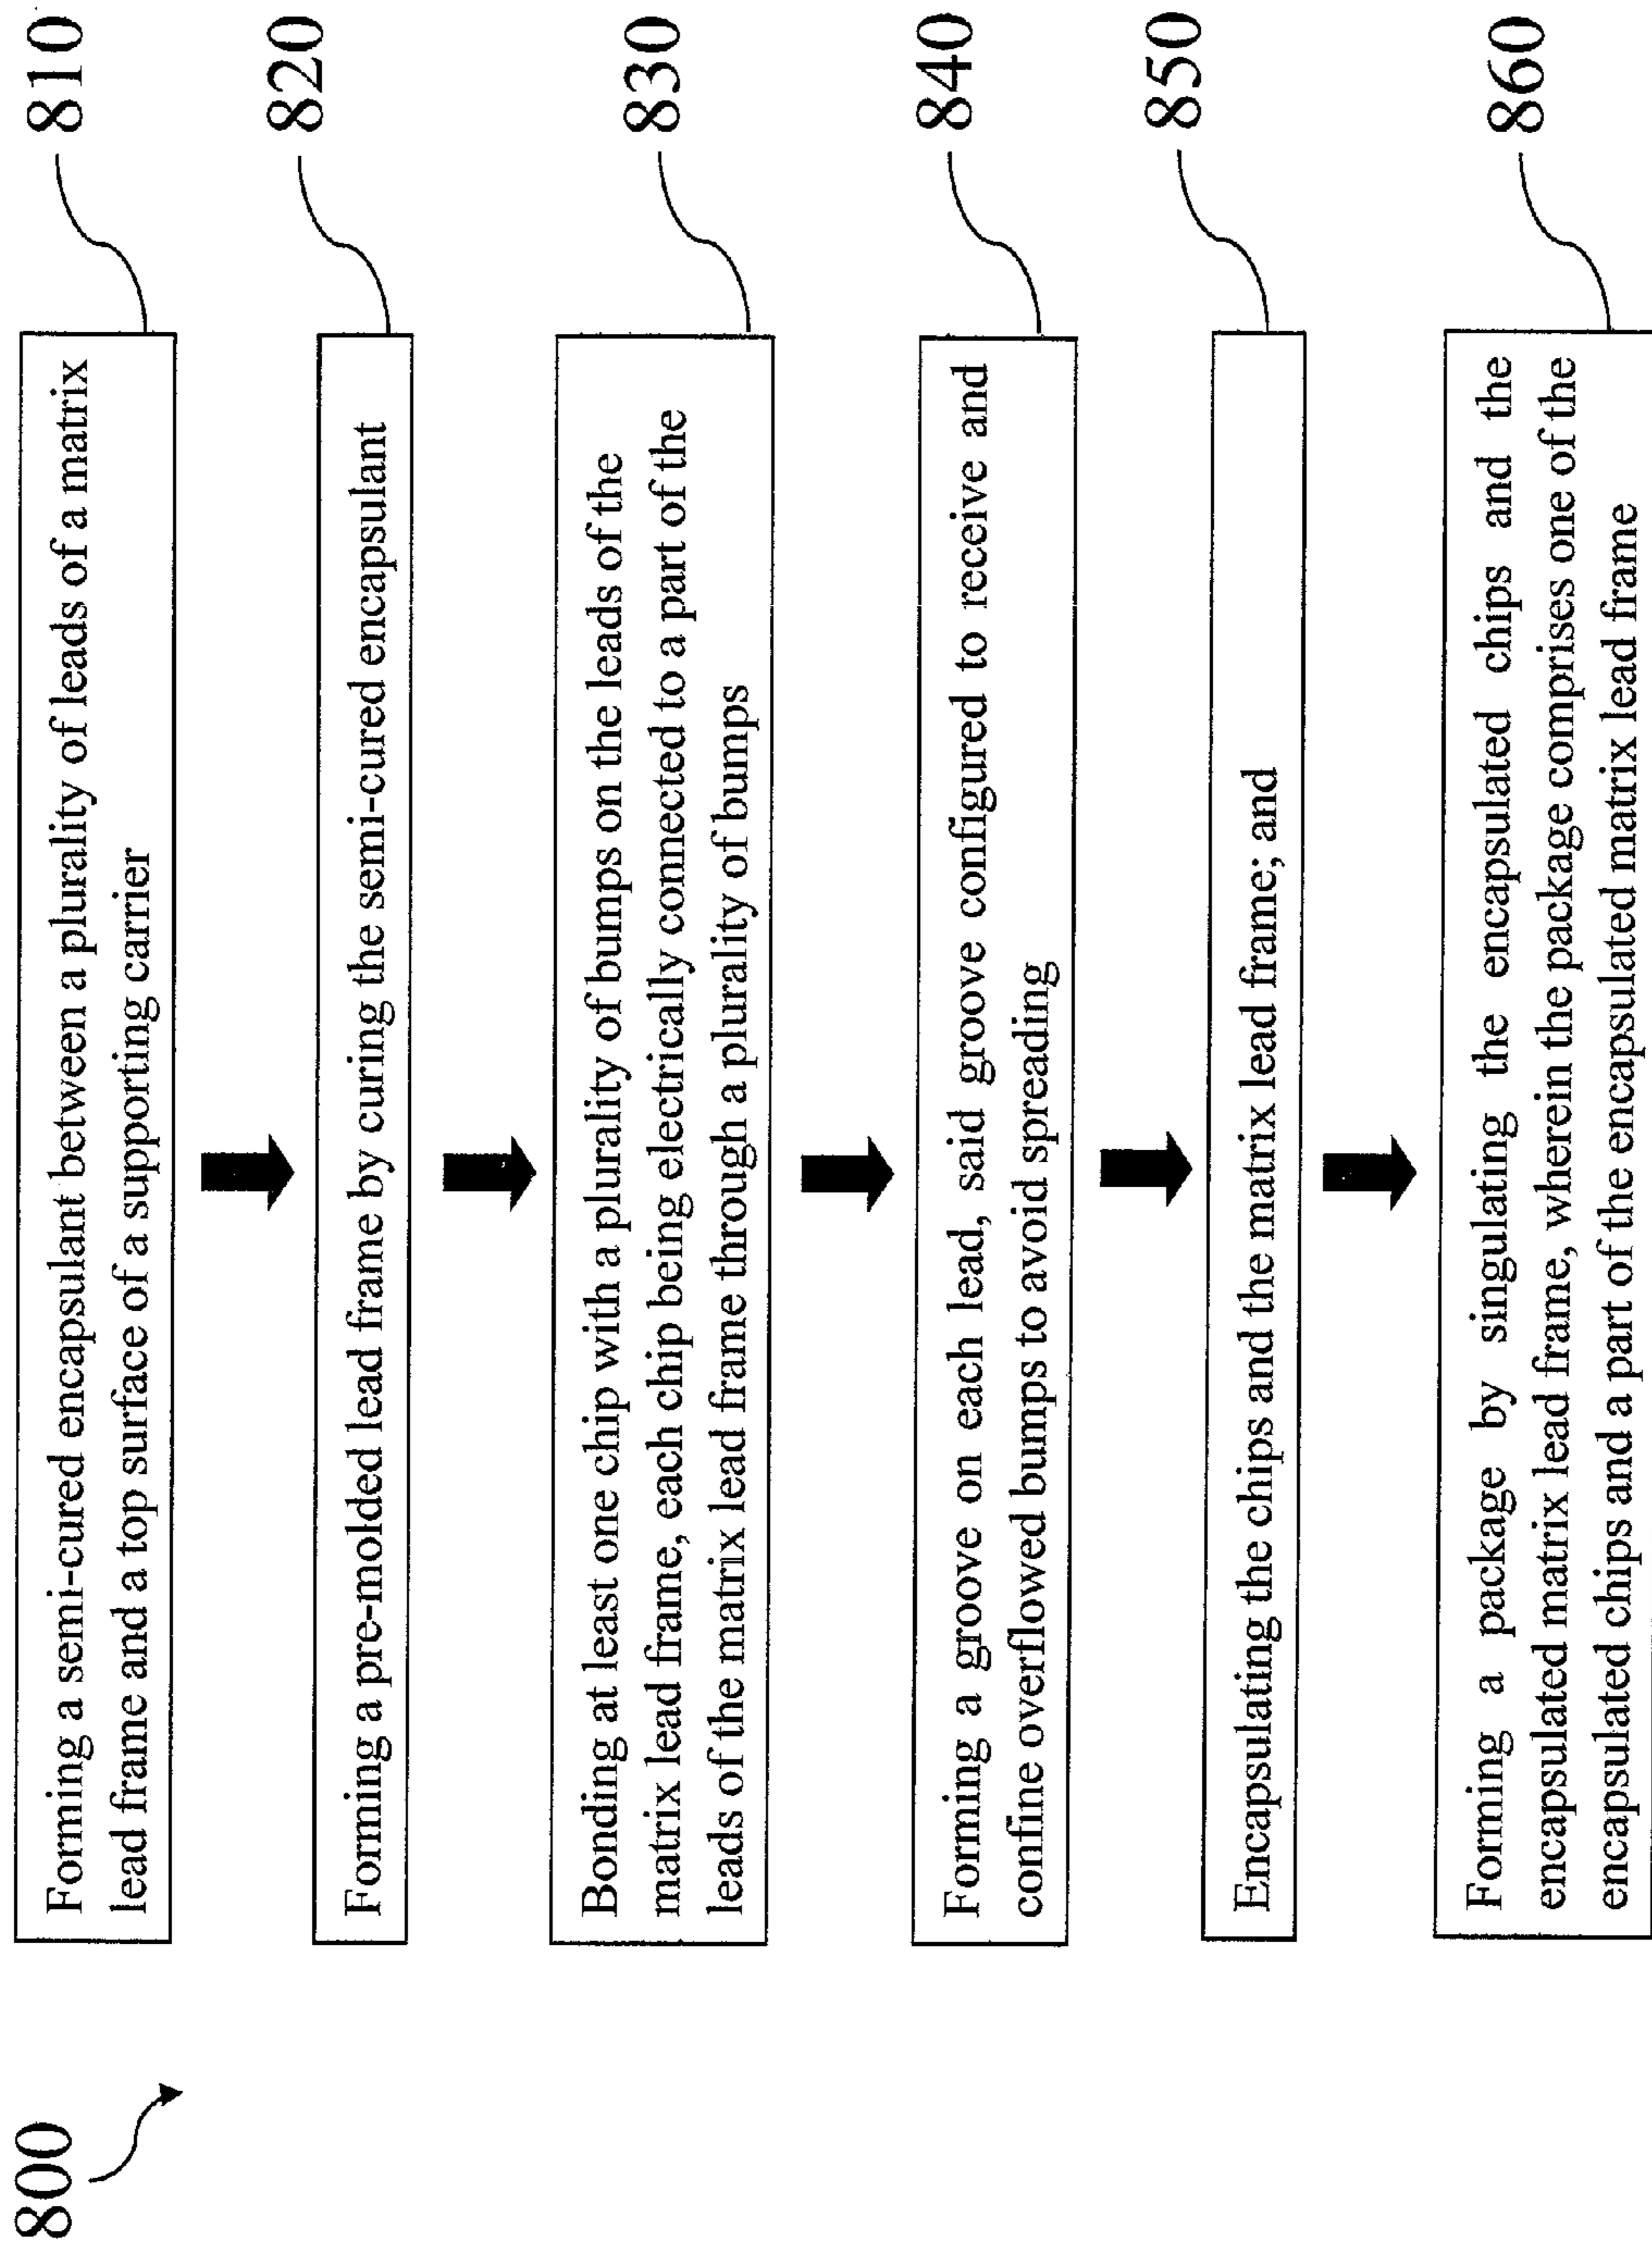 800
Forming a semi-cured encapsulant between a plurality of leads of a matrix
lead frame and a top surface of a supporting carrier
810
Forming a pre-molded lead frame by curing the semi-cured encapsulant
820
Bonding at least one chip with a plurality of bumps on the leads of the
matrix lead frame, each chip being electrically connected to a part of the
leads of the matrix lead frame through a plurality of bumps
830
Forming a groove on each lead, said groove configured to receive and
confine overflowed bumps to avoid spreading
840
Encapsulating the chips and the matrix lead frame; and
850
Forming a package by singulating the encapsulated chips and the
encapsulated matrix lead frame, wherein the package comprises one of the
encapsulated chips and a part of the encapsulated matrix lead frame
860